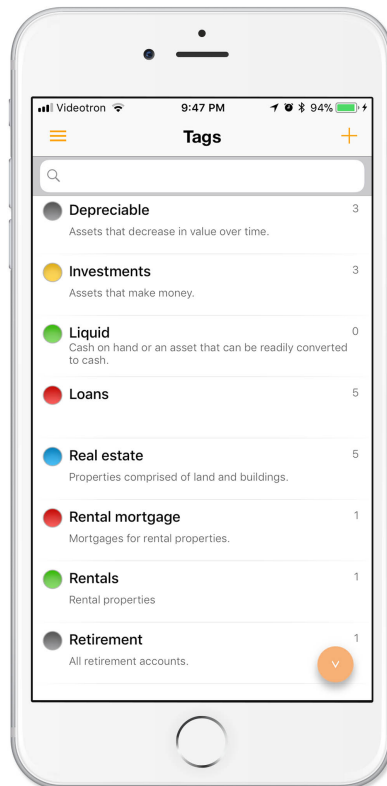 Videotron 9:47 PM 94%
Tags
Depreciable 3
Assets that decrease in value over time.
Investments 3
Assets that make money.
Liquid 0
Cash on hand or an asset that can be readily converted
to cash.
Loans 5
Real estate 5
Properties comprised of land and buildings.
Rental mortgage 1
Mortgages for rental properties.
Rentals 1
Rental properties
Retirement 1
All retirement accounts.